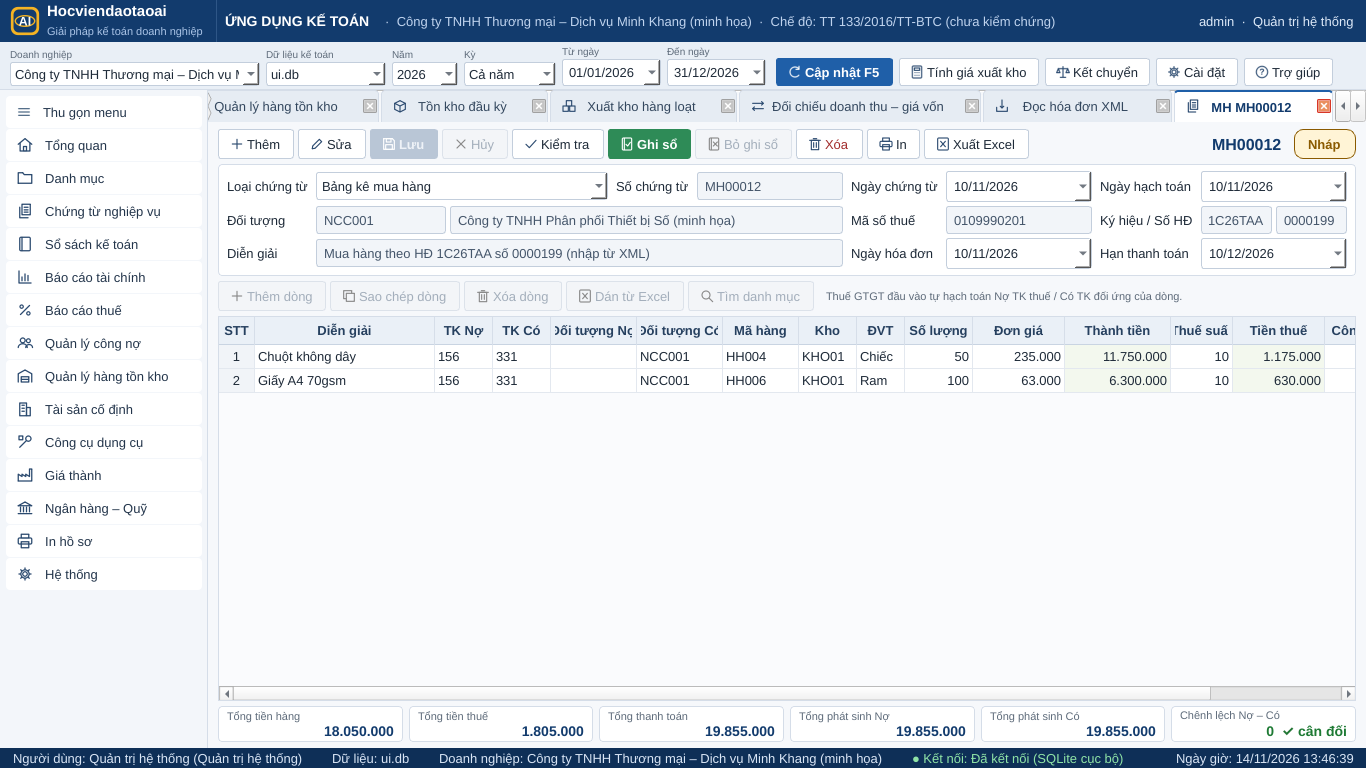 AI Hocviendaotaoai
Giải pháp kế toán doanh nghiệp
ỨNG DỤNG KẾ TOÁN · Công ty TNHH Thương mại – Dịch vụ Minh Khang (minh họa) · Chế độ: TT 133/2016/TT-BTC (chưa kiểm chứng)
admin · Quản trị hệ thống
Doanh nghiệp Dữ liệu kế toán Năm Kỳ Từ ngày Đến ngày
Công ty TNHH Thương mại – Dịch vụ ui.db 2026 Cả năm 01/01/2026 31/12/2026 Cập nhật F5 Tính giá xuất kho Kết chuyển Cài đặt Trợ giúp
Thu gọn menu
Tổng quan
Danh mục
Chứng từ nghiệp vụ
Sổ sách kế toán
Báo cáo tài chính
Báo cáo thuế
Quản lý công nợ
Quản lý hàng tồn kho
Tài sản cố định
Công cụ dụng cụ
Giá thành
Ngân hàng – Quỹ
In hồ sơ
Hệ thống
Quản lý hàng tồn kho Tồn kho đầu kỳ Xuất kho hàng loạt Đối chiếu doanh thu – giá vốn Đọc hóa đơn XML MH MH00012
Thêm Sửa Lưu Hủy Kiểm tra Ghi sổ Bỏ ghi sổ Xóa In Xuất Excel MH00012 Nháp
Loại chứng từ Bảng kê mua hàng Số chứng từ MH00012 Ngày chứng từ 10/11/2026 Ngày hạch toán 10/11/2026
Đối tượng NCC001 Công ty TNHH Phân phối Thiết bị Số (minh họa) Mã số thuế 0109990201 Ký hiệu / Số HĐ 1C26TAA 0000199
Diễn giải Mua hàng theo HĐ 1C26TAA số 0000199 (nhập từ XML) Ngày hóa đơn 10/11/2026 Hạn thanh toán 10/12/2026
Thêm dòng Sao chép dòng Xóa dòng Dán từ Excel Tìm danh mục Thuế GTGT đầu vào tự hạch toán Nợ TK thuế / Có TK đối ứng của dòng.
STT Diễn giải TK Nợ TK Có Đối tượng Nợ Đối tượng Có Mã hàng Kho ĐVT Số lượng Đơn giá Thành tiền Thuế suấ Tiền thuế Côn
1 Chuột không dây 156 331 NCC001 HH004 KHO01 Chiếc 50 235.000 11.750.000 10 1.175.000
2 Giấy A4 70gsm 156 331 NCC001 HH006 KHO01 Ram 100 63.000 6.300.000 10 630.000
Tổng tiền hàng Tổng tiền thuế Tổng thanh toán Tổng phát sinh Nợ Tổng phát sinh Có Chênh lệch Nợ – Có
18.050.000 1.805.000 19.855.000 19.855.000 19.855.000 0 ✓ cân đối
Người dùng: Quản trị hệ thống (Quản trị hệ thống) Dữ liệu: ui.db Doanh nghiệp: Công ty TNHH Thương mại – Dịch vụ Minh Khang (minh họa) ● Kết nối: Đã kết nối (SQLite cục bộ) Ngày giờ: 14/11/2026 13:46:39